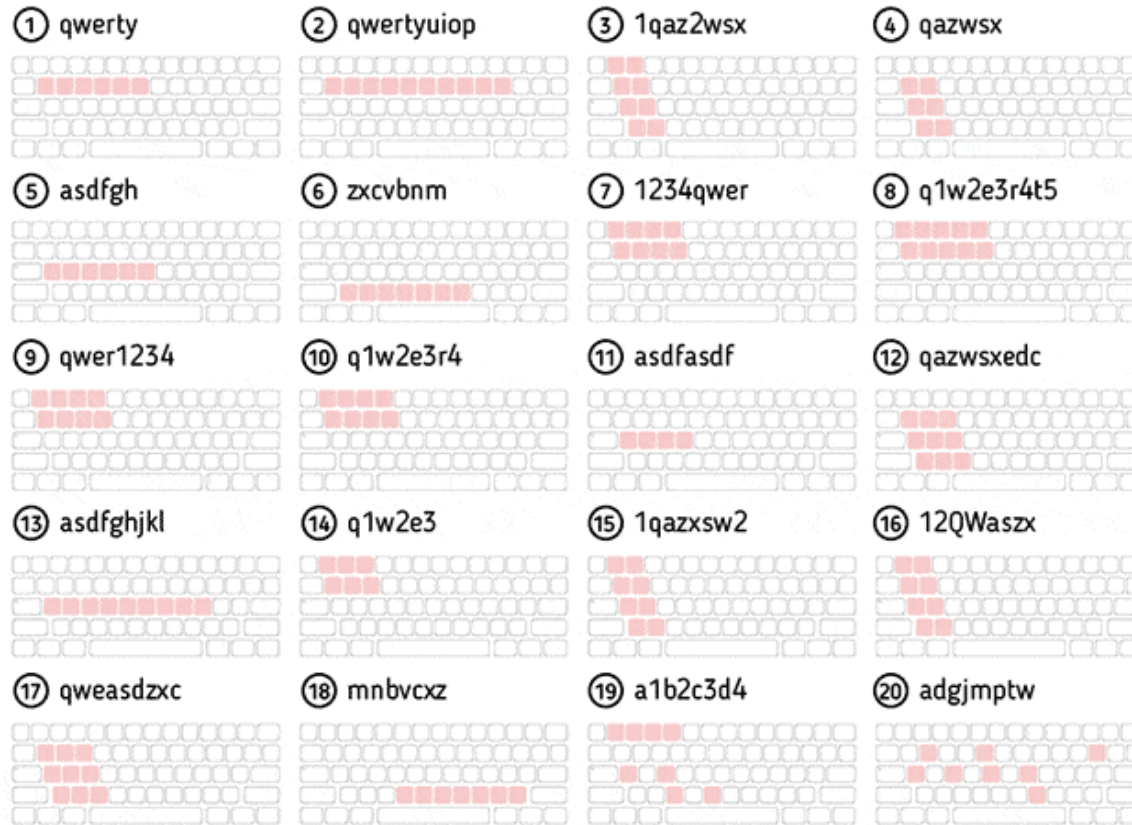 1 qwerty
2 qwertyuiop
3 1qaz2wsx
4 qazwsx
5 asdfgh
6 zxcvbnm
7 1234qwer
8 q1w2e3r4t5
9 qwer1234
10 q1w2e3r4
11 asdfasdf
12 qazwsxedc
13 asdfghjkl
14 q1w2e3
15 1qazxsw2
16 12QWaszx
17 qweasdzxc
18 mnbvcxz
19 a1b2c3d4
20 adgjmptw